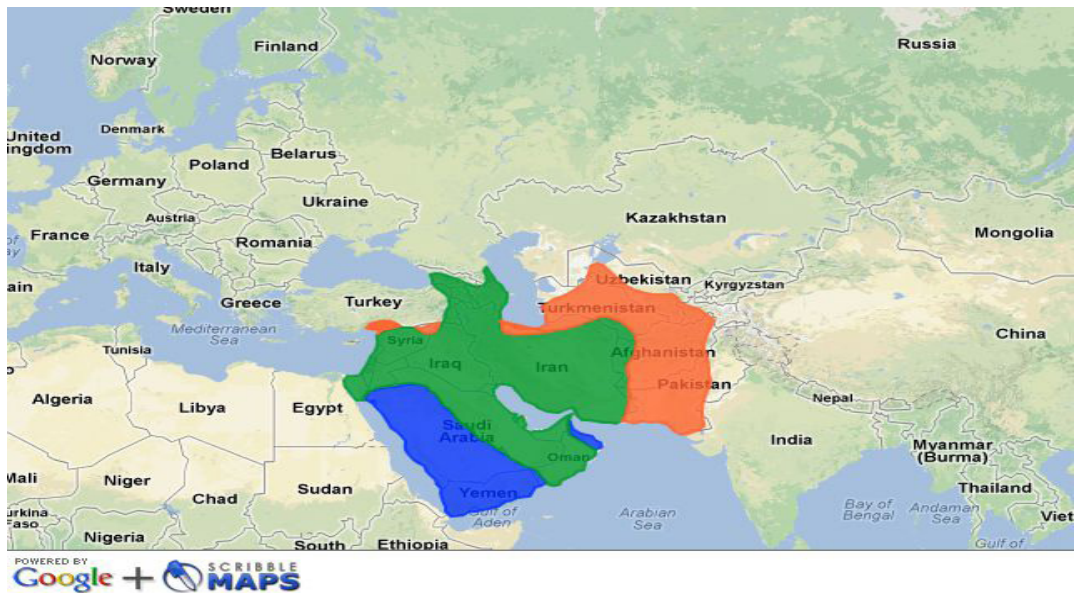 Sweden
Finland
Russia
Norway
Denmark
United
ingdom
Belarus
Poland
Germany
Ukraine
Austria
Kazakhstan
France
Mongolia
Romania
Italy
Uzbekistan
Kyrgyzstan
ain
Greece
Turkey
Turkmenistan
Mediterranean
Sea
China
Syria
Tunisia
Afghanistan
Iraq
Iran
Pakistan
Algeria
Libya
Egypt
Nepal
Saudi
Arabia
India
Myanmar
(Burma)
Oman
Mali
Niger
Sudan
Yemen
Thailand
Chad
Gulf of
Aden
Arabian
Sea
Bay of
Bengal
Andaman
Sea
Viet
urkina
Faso
Nigeria
South
Ethiopia
Gulf of
POWERED BY
Google + SCRIBBLE
MAPS